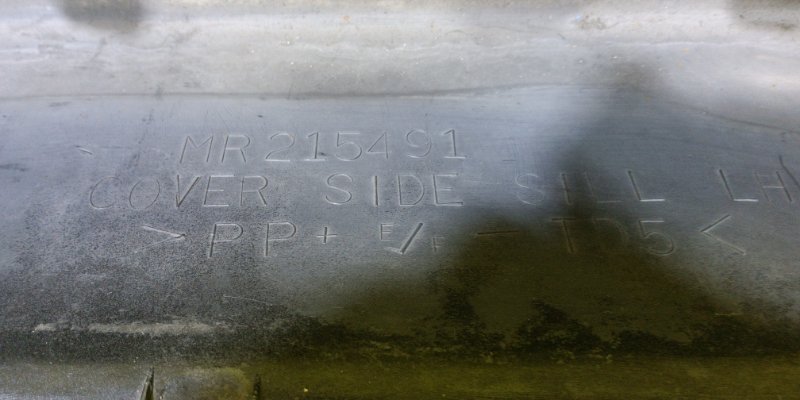 MR215491
COVER SIDE SILL LH
>PP+E/F-TD5<